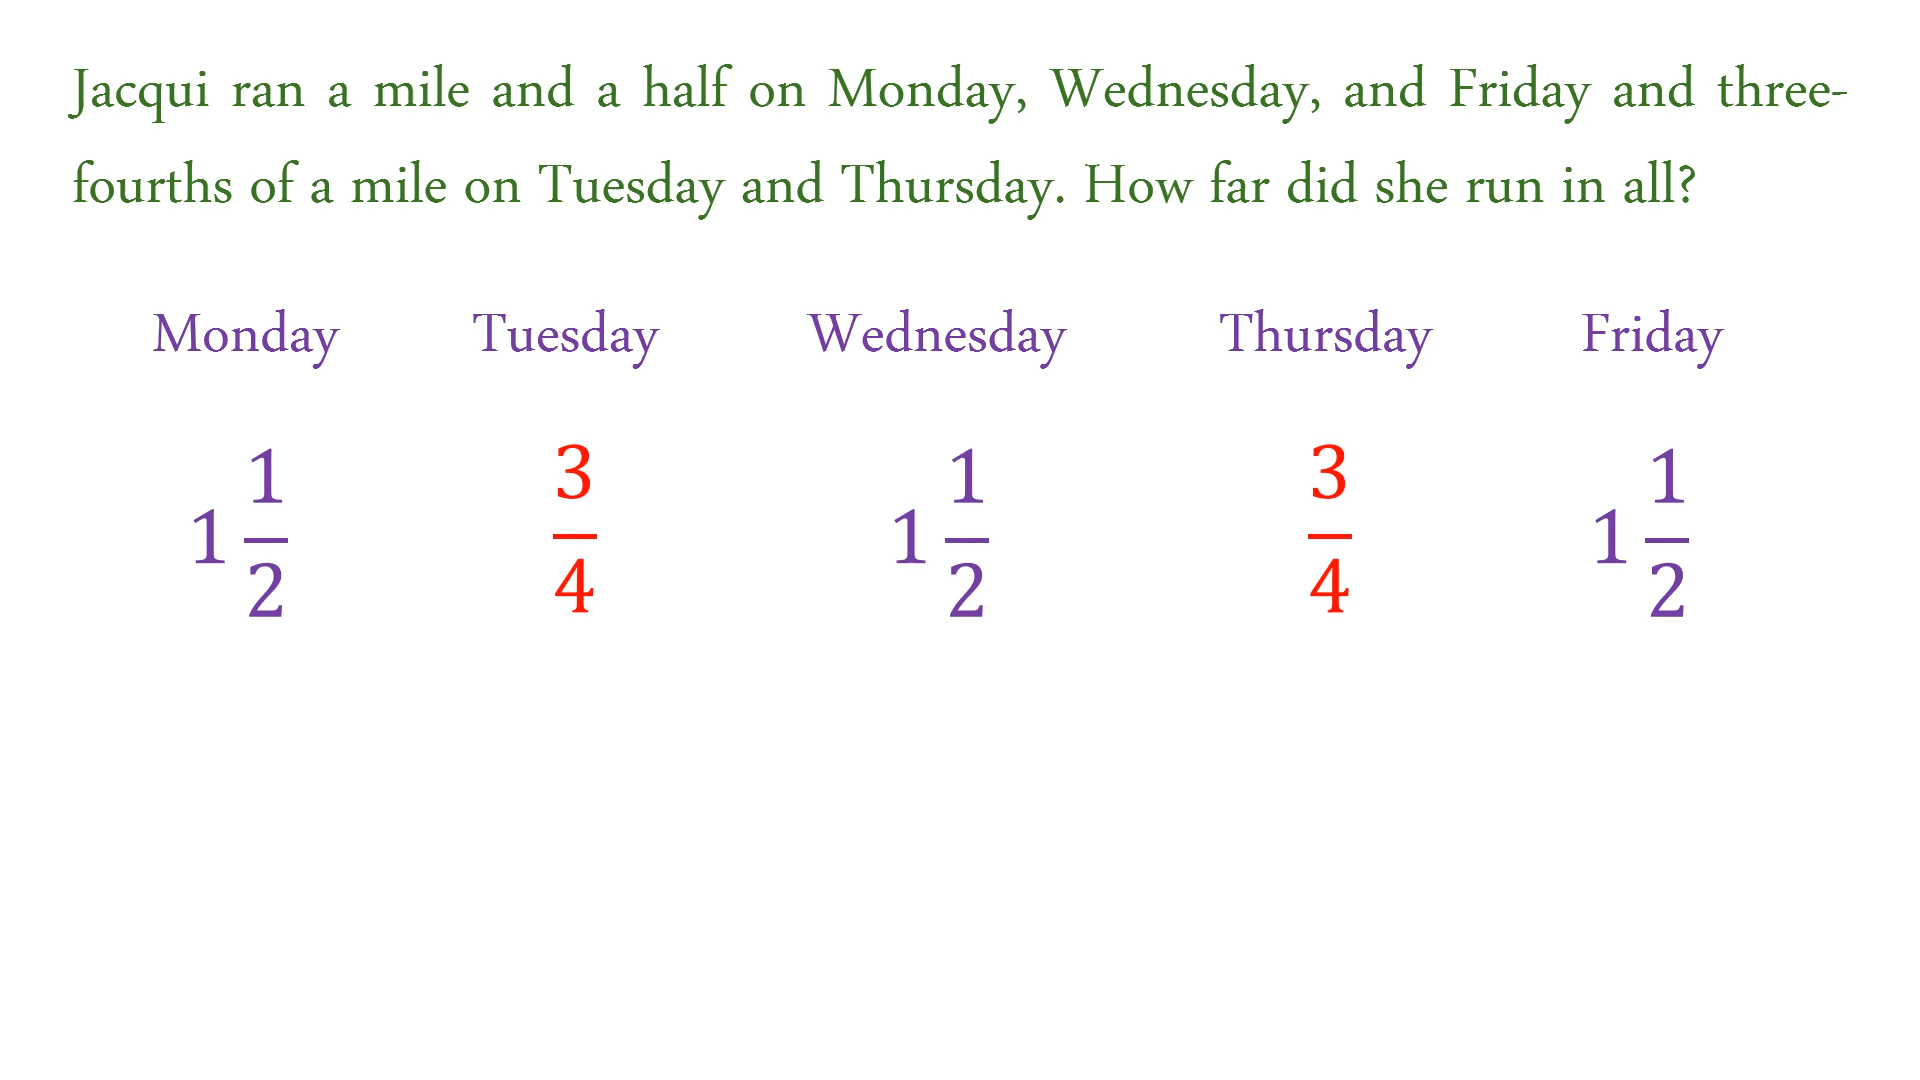 Jacqui ran a mile and a half on Monday, Wednesday, and Friday and three-
fourths of a mile on Tuesday and Thursday. How far did she run in all?
Monday Tuesday Wednesday Thursday Friday
1 1/2 3/4 1 1/2 3/4 1 1/2